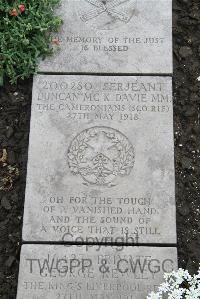 THE MEMORY OF THE JUST
IS BLESSED
200280 SERJEANT
DUNCAN MC K. DAVIE MM.
THE CAMERONIANS (SCO.RIF)
27TH MAY 1918
OH FOR THE TOUCH
OF A VANISHED HAND,
AND THE SOUND OF
A VOICE THAT IS STILL
Copyright
TWGPP & CWGC
PRIVATE
THE KING'S LIVERPOOL